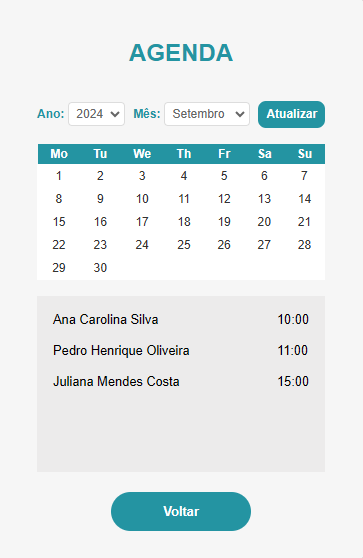 AGENDA
Ano: 2024 Mês: Setembro Atualizar
Mo Tu We Th Fr Sa Su
1 2 3 4 5 6 7
8 9 10 11 12 13 14
15 16 17 18 19 20 21
22 23 24 25 26 27 28
29 30
Ana Carolina Silva 10:00
Pedro Henrique Oliveira 11:00
Juliana Mendes Costa 15:00
Voltar